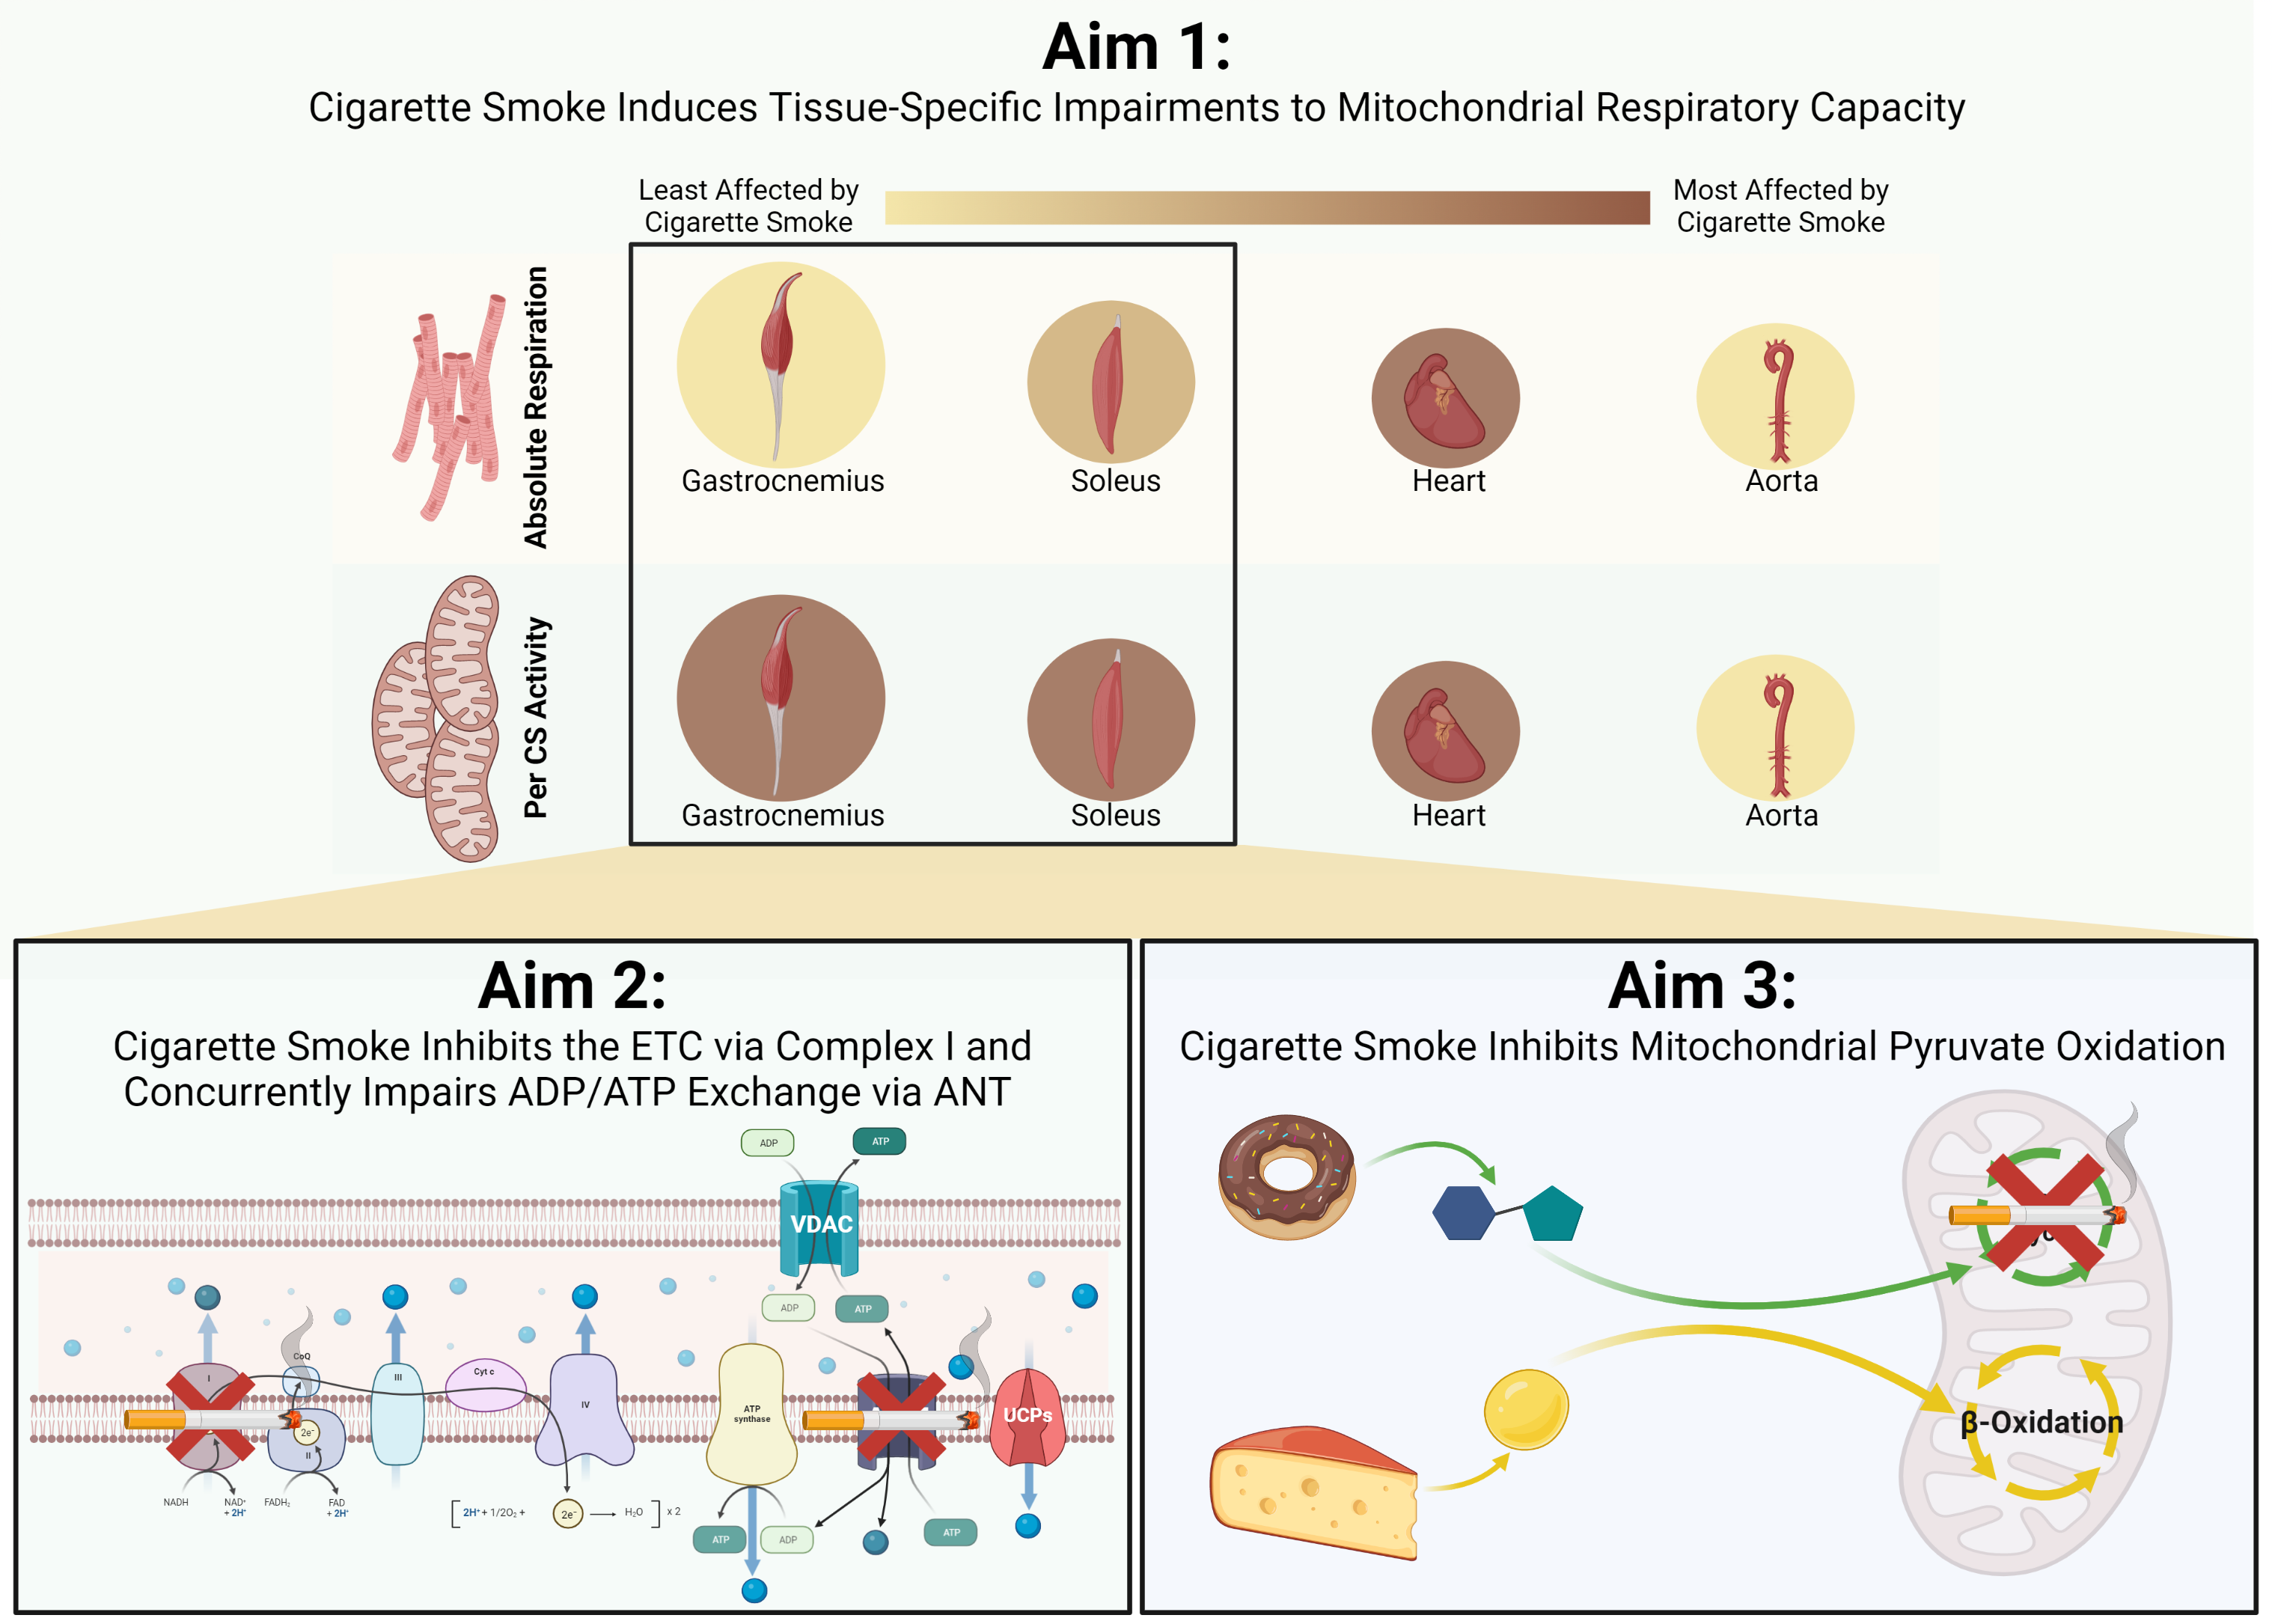 Aim 1:
Cigarette Smoke Induces Tissue-Specific Impairments to Mitochondrial Respiratory Capacity
Least Affected by
Cigarette Smoke
Most Affected by
Cigarette Smoke
Absolute Respiration
Gastrocnemius
Soleus
Heart
Aorta
Per CS Activity
Gastrocnemius
Soleus
Heart
Aorta
Aim 2:
Cigarette Smoke Inhibits the ETC via Complex I and
Concurrently Impairs ADP/ATP Exchange via ANT
ADP
ATP
VDAC
ADP
ATP
I
CoQ
III
Cyt c
IV
ATP
synthase
UCPs
2e⁻
II
NADH
NAD⁺
+ 2H⁺
FADH₂
FAD
+ 2H⁺
2H⁺ + 1/2O₂ +
2e⁻
H₂O
x 2
ATP
ADP
ATP
Aim 3:
Cigarette Smoke Inhibits Mitochondrial Pyruvate Oxidation
β-Oxidation